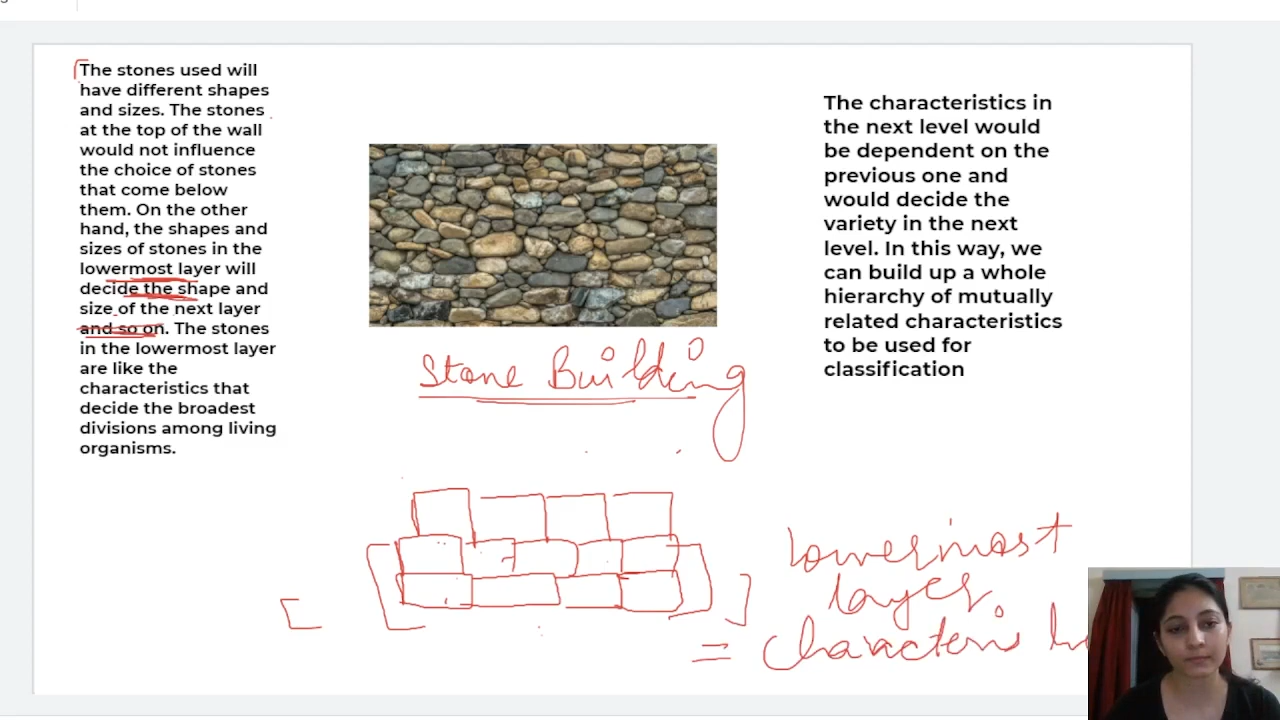 The stones used will
have different shapes
and sizes. The stones
at the top of the wall
would not influence
the choice of stones
that come below
them. On the other
hand, the shapes and
sizes of stones in the
lowermost layer will
decide the shape and
size of the next layer
and so on. The stones
in the lowermost layer
are like the
characteristics that
decide the broadest
divisions among living
organisms.
The characteristics in
the next level would
be dependent on the
previous one and
would decide the
variety in the next
level. In this way, we
can build up a whole
hierarchy of mutually
related characteristics
to be used for
classification
Stone Building
lowermost
layer
=